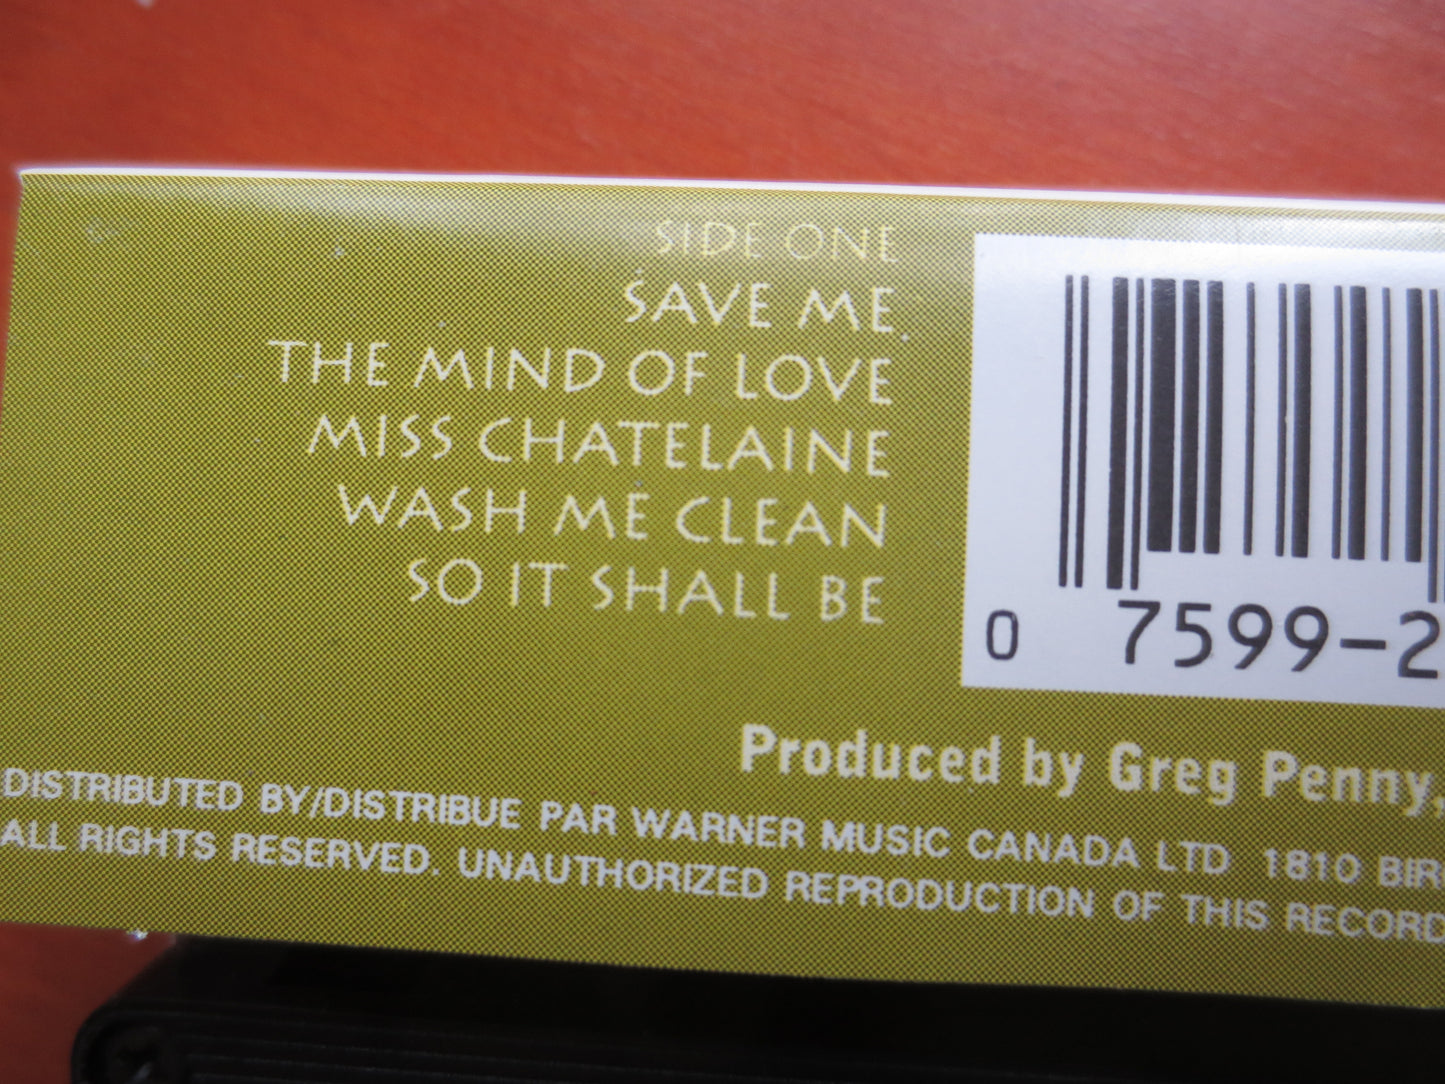 SIDE ONE
SAVE ME
THE MIND OF LOVE
MISS CHATELAINE
WASH ME CLEAN
SO IT SHALL BE
0 7599-2
Produced by Greg Penny,
DISTRIBUTED BY/DISTRIBUE PAR WARNER MUSIC CANADA LTD 1810 BIR
ALL RIGHTS RESERVED. UNAUTHORIZED REPRODUCTION OF THIS RECORD